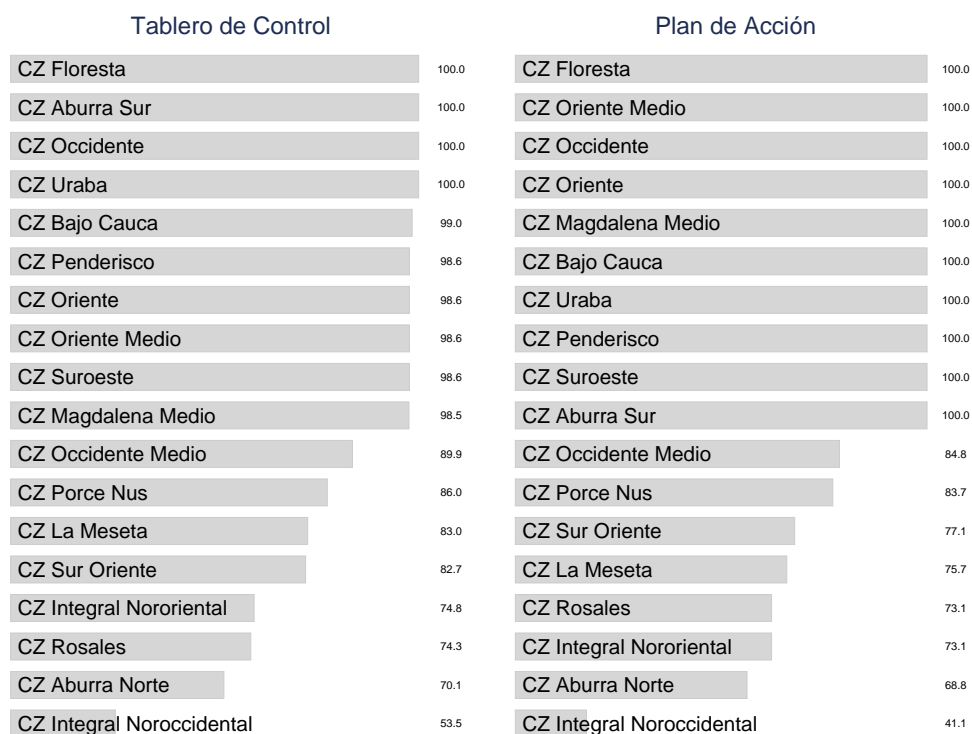 Tablero de Control
CZ Floresta 100.0
CZ Aburra Sur 100.0
CZ Occidente 100.0
CZ Uraba 100.0
CZ Bajo Cauca 99.0
CZ Penderisco 98.6
CZ Oriente 98.6
CZ Oriente Medio 98.6
CZ Suroeste 98.6
CZ Magdalena Medio 98.5
CZ Occidente Medio 89.9
CZ Porce Nus 86.0
CZ La Meseta 83.0
CZ Sur Oriente 82.7
CZ Integral Nororiental 74.8
CZ Rosales 74.3
CZ Aburra Norte 70.1
CZ Integral Noroccidental 53.5
Plan de Acción
CZ Floresta 100.0
CZ Oriente Medio 100.0
CZ Occidente 100.0
CZ Oriente 100.0
CZ Magdalena Medio 100.0
CZ Bajo Cauca 100.0
CZ Uraba 100.0
CZ Penderisco 100.0
CZ Suroeste 100.0
CZ Aburra Sur 100.0
CZ Occidente Medio 84.8
CZ Porce Nus 83.7
CZ Sur Oriente 77.1
CZ La Meseta 75.7
CZ Rosales 73.1
CZ Integral Nororiental 73.1
CZ Aburra Norte 68.8
CZ Integral Noroccidental 41.1